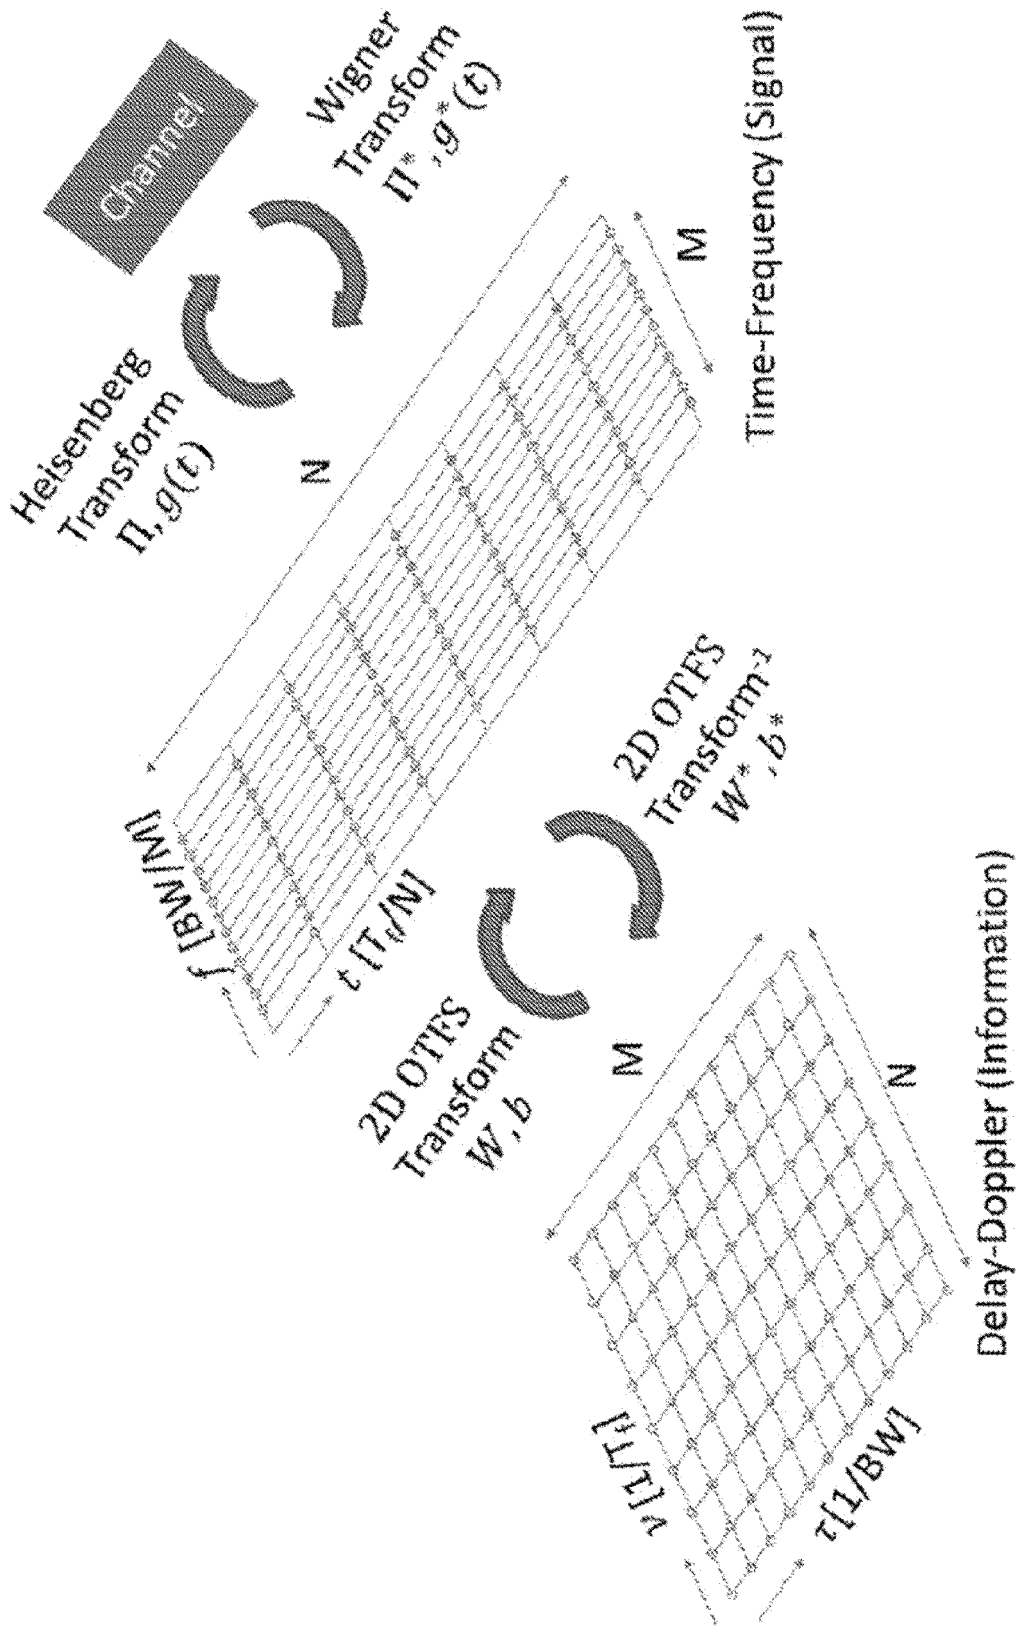 ν[1/Tf]
τ[1/BW]
M
N
Delay-Doppler (Information)
2D OTFS
Transform
W, b
2D OTFS
Transform-1
W*, b*
f [BW/M]
t [Tf/N]
N
M
Time-Frequency (Signal)
Heisenberg
Transform
Π, g(t)
Channel
Wigner
Transform
Π*, g*(t)